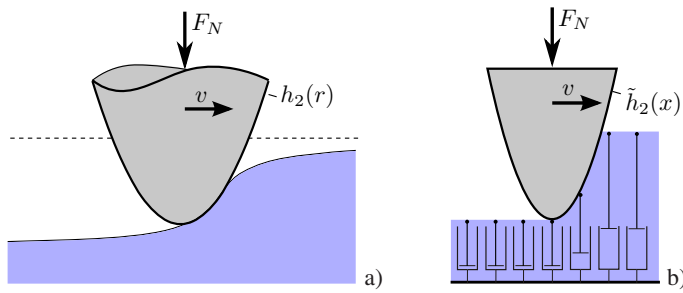 F_N
h_2(r)
v
a)
F_N
h̃_2(x)
v
b)